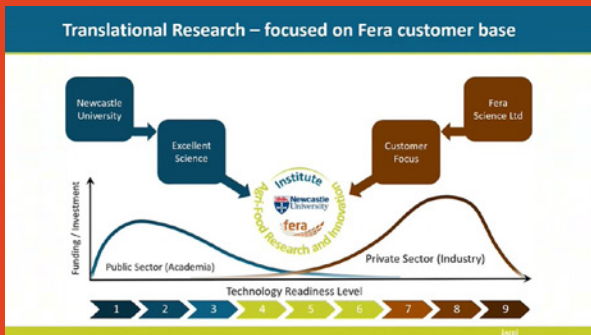 Translational Research – focused on Fera customer base
Newcastle
University
Excellent
Science
Fera
Science Ltd
Customer
Focus
Institute
Agri-Food Research and Innovation
Newcastle
University
fera
Funding / Investment
Public Sector (Academia)
Private Sector (Industry)
Technology Readiness Level
1 2 3 4 5 6 7 8 9